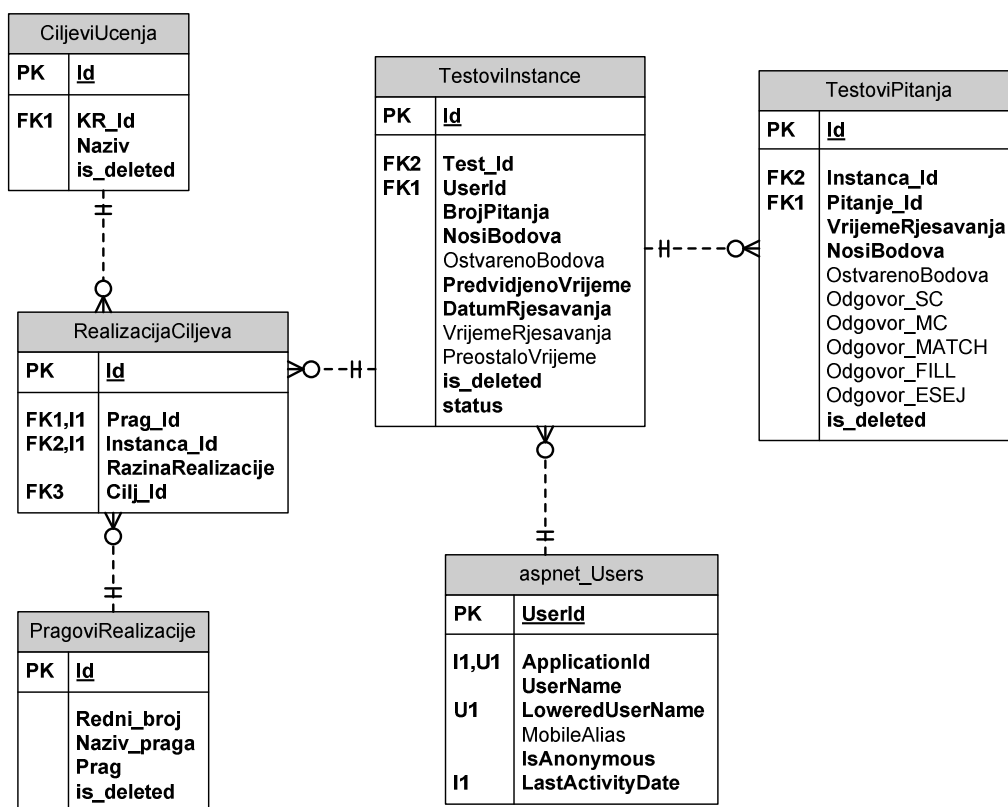 CiljeviUcenja
PK Id
FK1 KR_Id
Naziv
is_deleted
RealizacijaCiljeva
PK Id
FK1,I1 Prag_Id
FK2,I1 Instanca_Id
RazinaRealizacije
FK3 Cilj_Id
PragoviRealizacije
PK Id
Redni_broj
Naziv_praga
Prag
is_deleted
TestoviInstance
PK Id
FK2 Test_Id
FK1 UserId
BrojPitanja
NosiBodova
OstvarenoBodova
PredvidjenoVrijeme
DatumRjesavanja
VrijemeRjesavanja
PreostaloVrijeme
is_deleted
status
aspnet_Users
PK UserId
I1,U1 ApplicationId
UserName
U1 LoweredUserName
MobileAlias
IsAnonymous
I1 LastActivityDate
TestoviPitanja
PK Id
FK2 Instanca_Id
FK1 Pitanje_Id
VrijemeRjesavanja
NosiBodova
OstvarenoBodova
Odgovor_SC
Odgovor_MC
Odgovor_MATCH
Odgovor_FILL
Odgovor_ESEJ
is_deleted